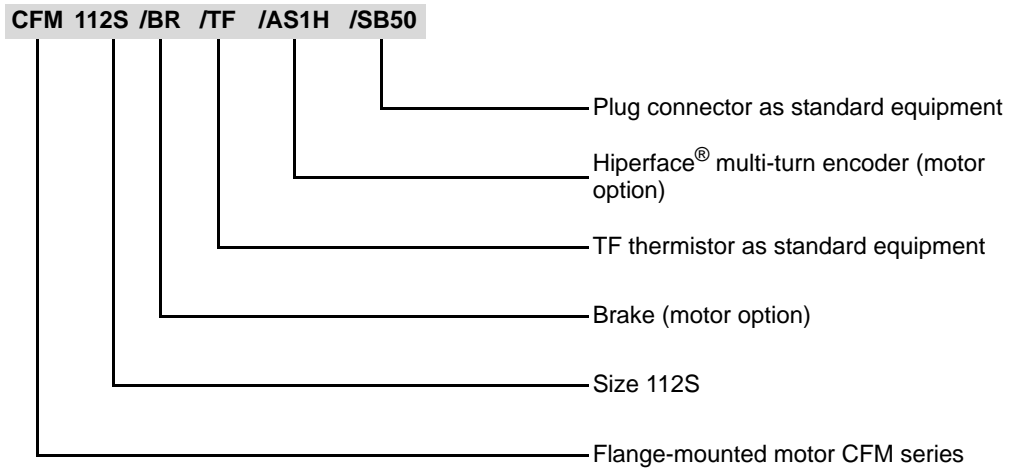 CFM 112S /BR /TF /AS1H /SB50
Plug connector as standard equipment
Hiperface® multi-turn encoder (motor
option)
TF thermistor as standard equipment
Brake (motor option)
Size 112S
Flange-mounted motor CFM series